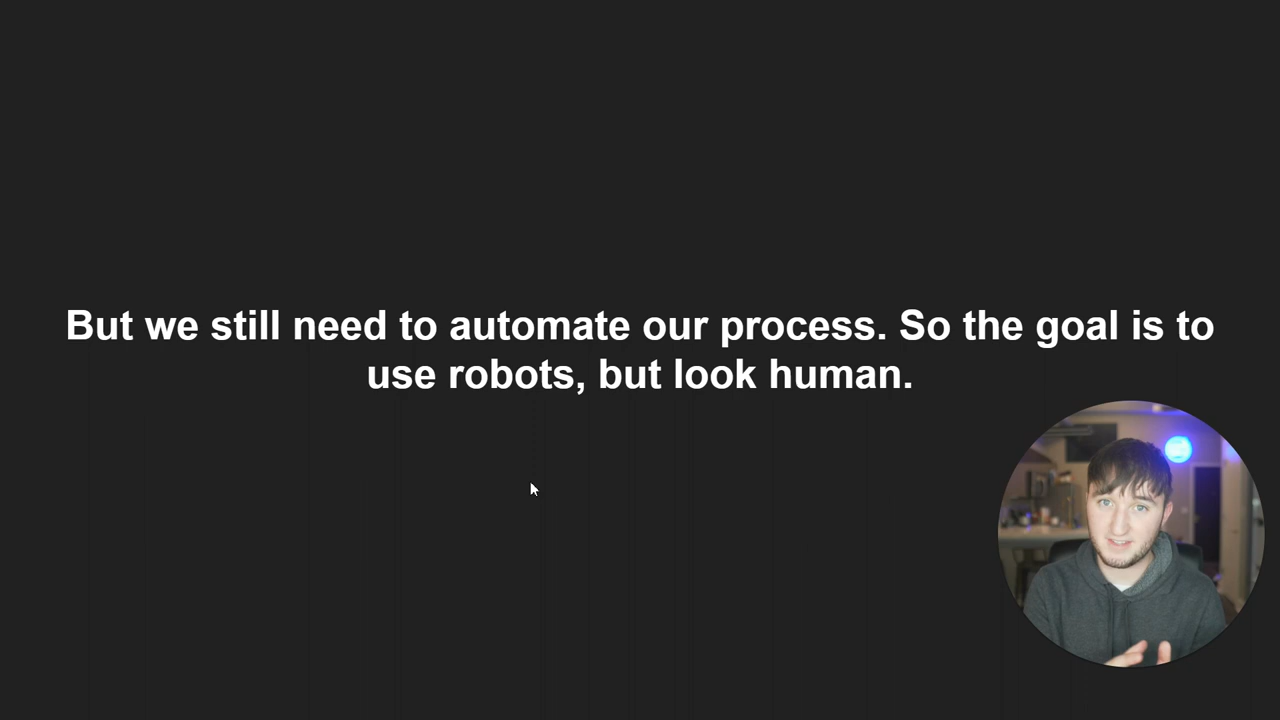 But we still need to automate our process. So the goal is to
use robots, but look human.